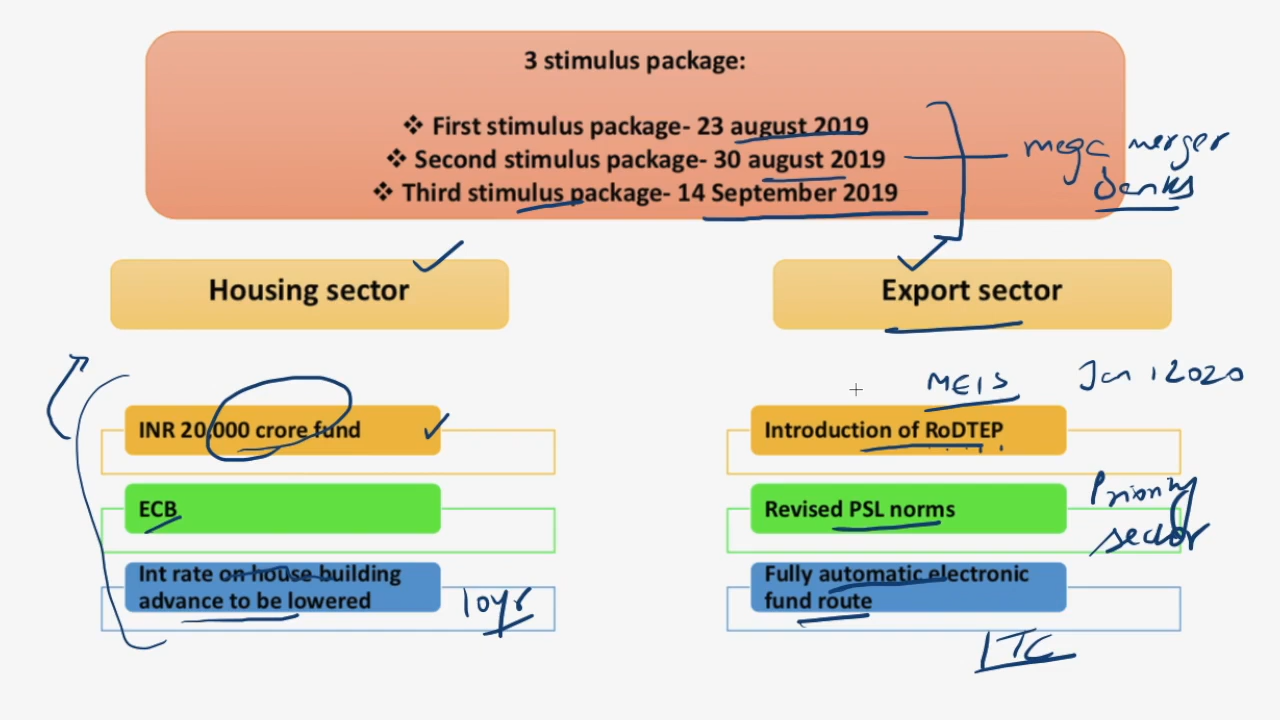 3 stimulus package:
❖ First stimulus package- 23 august 2019
❖ Second stimulus package- 30 august 2019
❖ Third stimulus package- 14 September 2019
mega merger
banks
Housing sector
Export sector
MEIS
Jan 1 2020
INR 20,000 crore fund
Introduction of RoDTEP
ECB
Revised PSL norms
Priority
sector
Int rate on house building
advance to be lowered
10yr
Fully automatic electronic
fund route
ITC